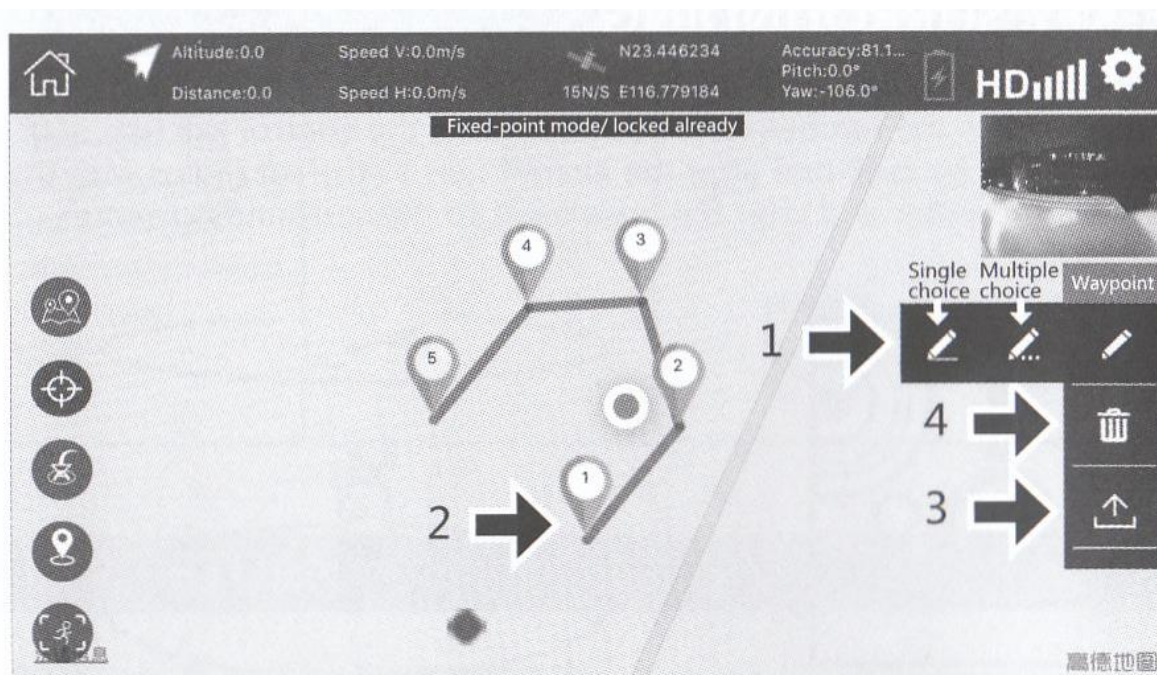 Altitude:0.0 Speed V:0.0m/s N23.446234 Accuracy:81.1...
Pitch:0.0°
Distance:0.0 Speed H:0.0m/s 15N/S E116.779184 Yaw:-106.0°
HD
Fixed-point mode/ locked already
4
3
Single choice
Multiple choice
Waypoint
1
5
2
4
1
2
3
息
高德地圖